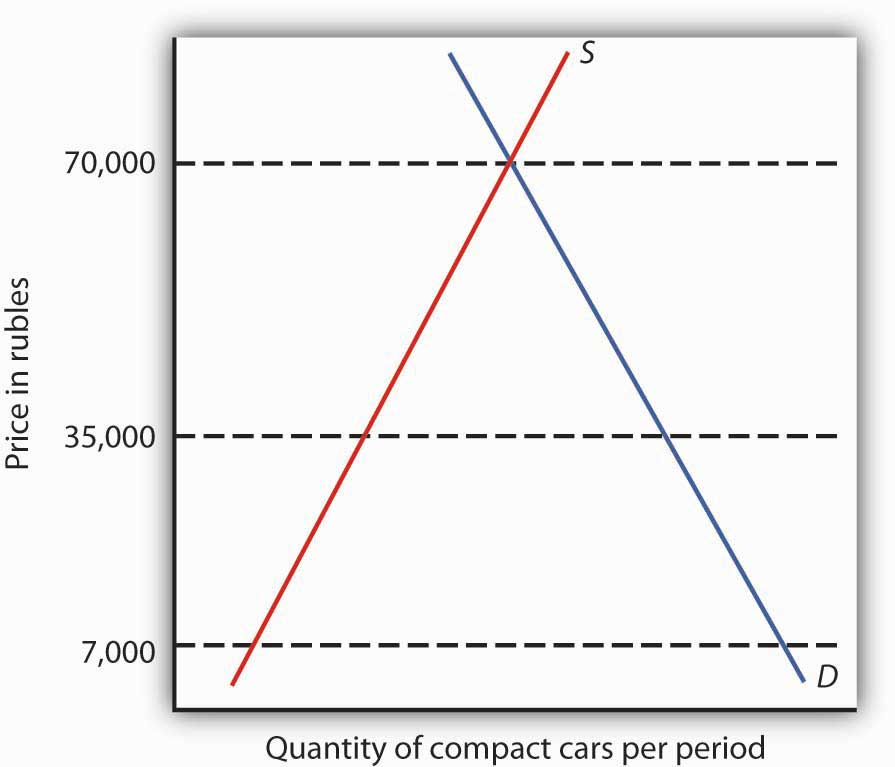 S
70,000
Price in rubles
35,000
7,000
D
Quantity of compact cars per period